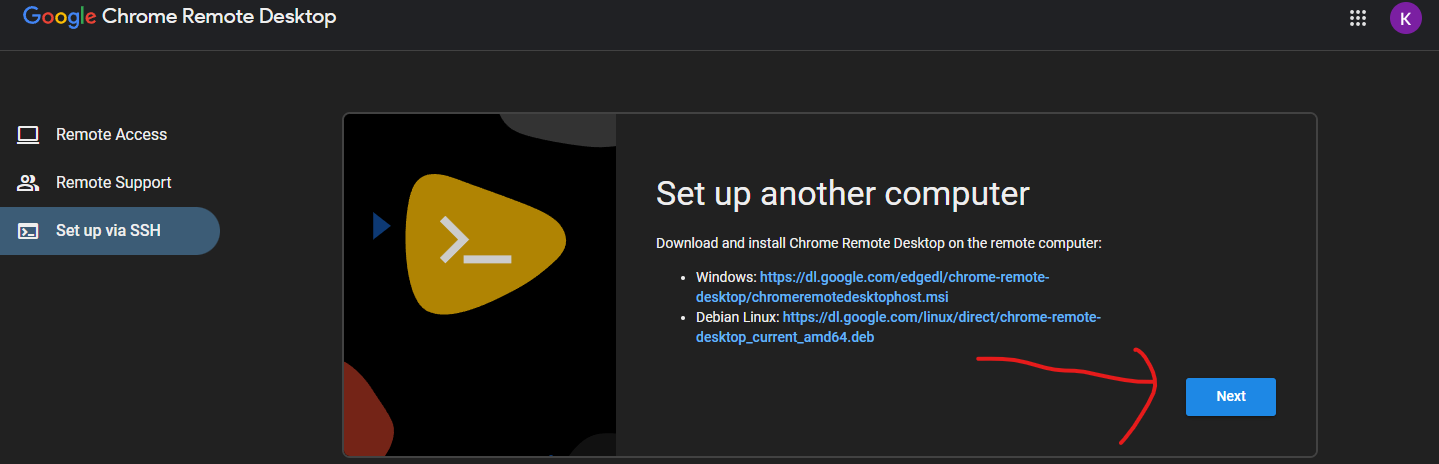 Google Chrome Remote Desktop
K
Remote Access
Remote Support
Set up via SSH
Set up another computer
Download and install Chrome Remote Desktop on the remote computer:
• Windows: https://dl.google.com/edgedl/chrome-remote-
desktop/chromeremotedesktophost.msi
• Debian Linux: https://dl.google.com/linux/direct/chrome-remote-
desktop_current_amd64.deb
Next